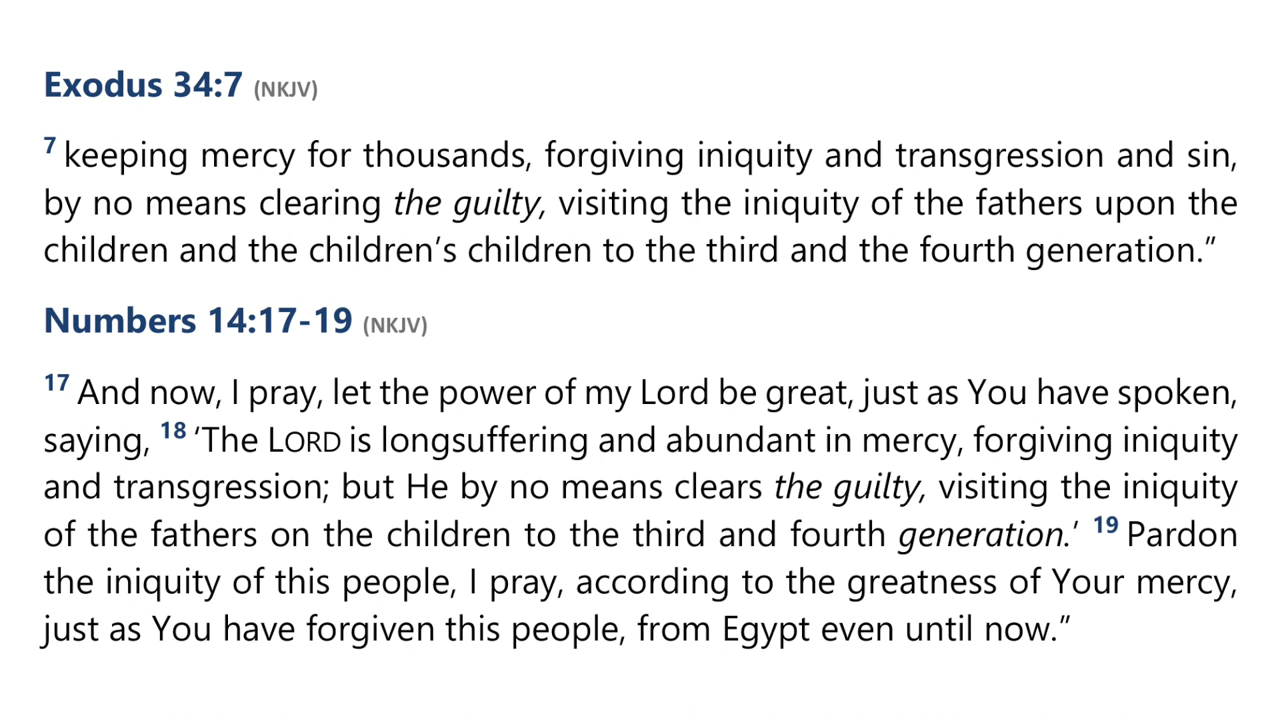 Exodus 34:7 (NKJV)
7 keeping mercy for thousands, forgiving iniquity and transgression and sin,
by no means clearing the guilty, visiting the iniquity of the fathers upon the
children and the children’s children to the third and the fourth generation.”
Numbers 14:17-19 (NKJV)
17 And now, I pray, let the power of my Lord be great, just as You have spoken,
saying, 18 ‘The LORD is longsuffering and abundant in mercy, forgiving iniquity
and transgression; but He by no means clears the guilty, visiting the iniquity
of the fathers on the children to the third and fourth generation.’ 19 Pardon
the iniquity of this people, I pray, according to the greatness of Your mercy,
just as You have forgiven this people, from Egypt even until now.”